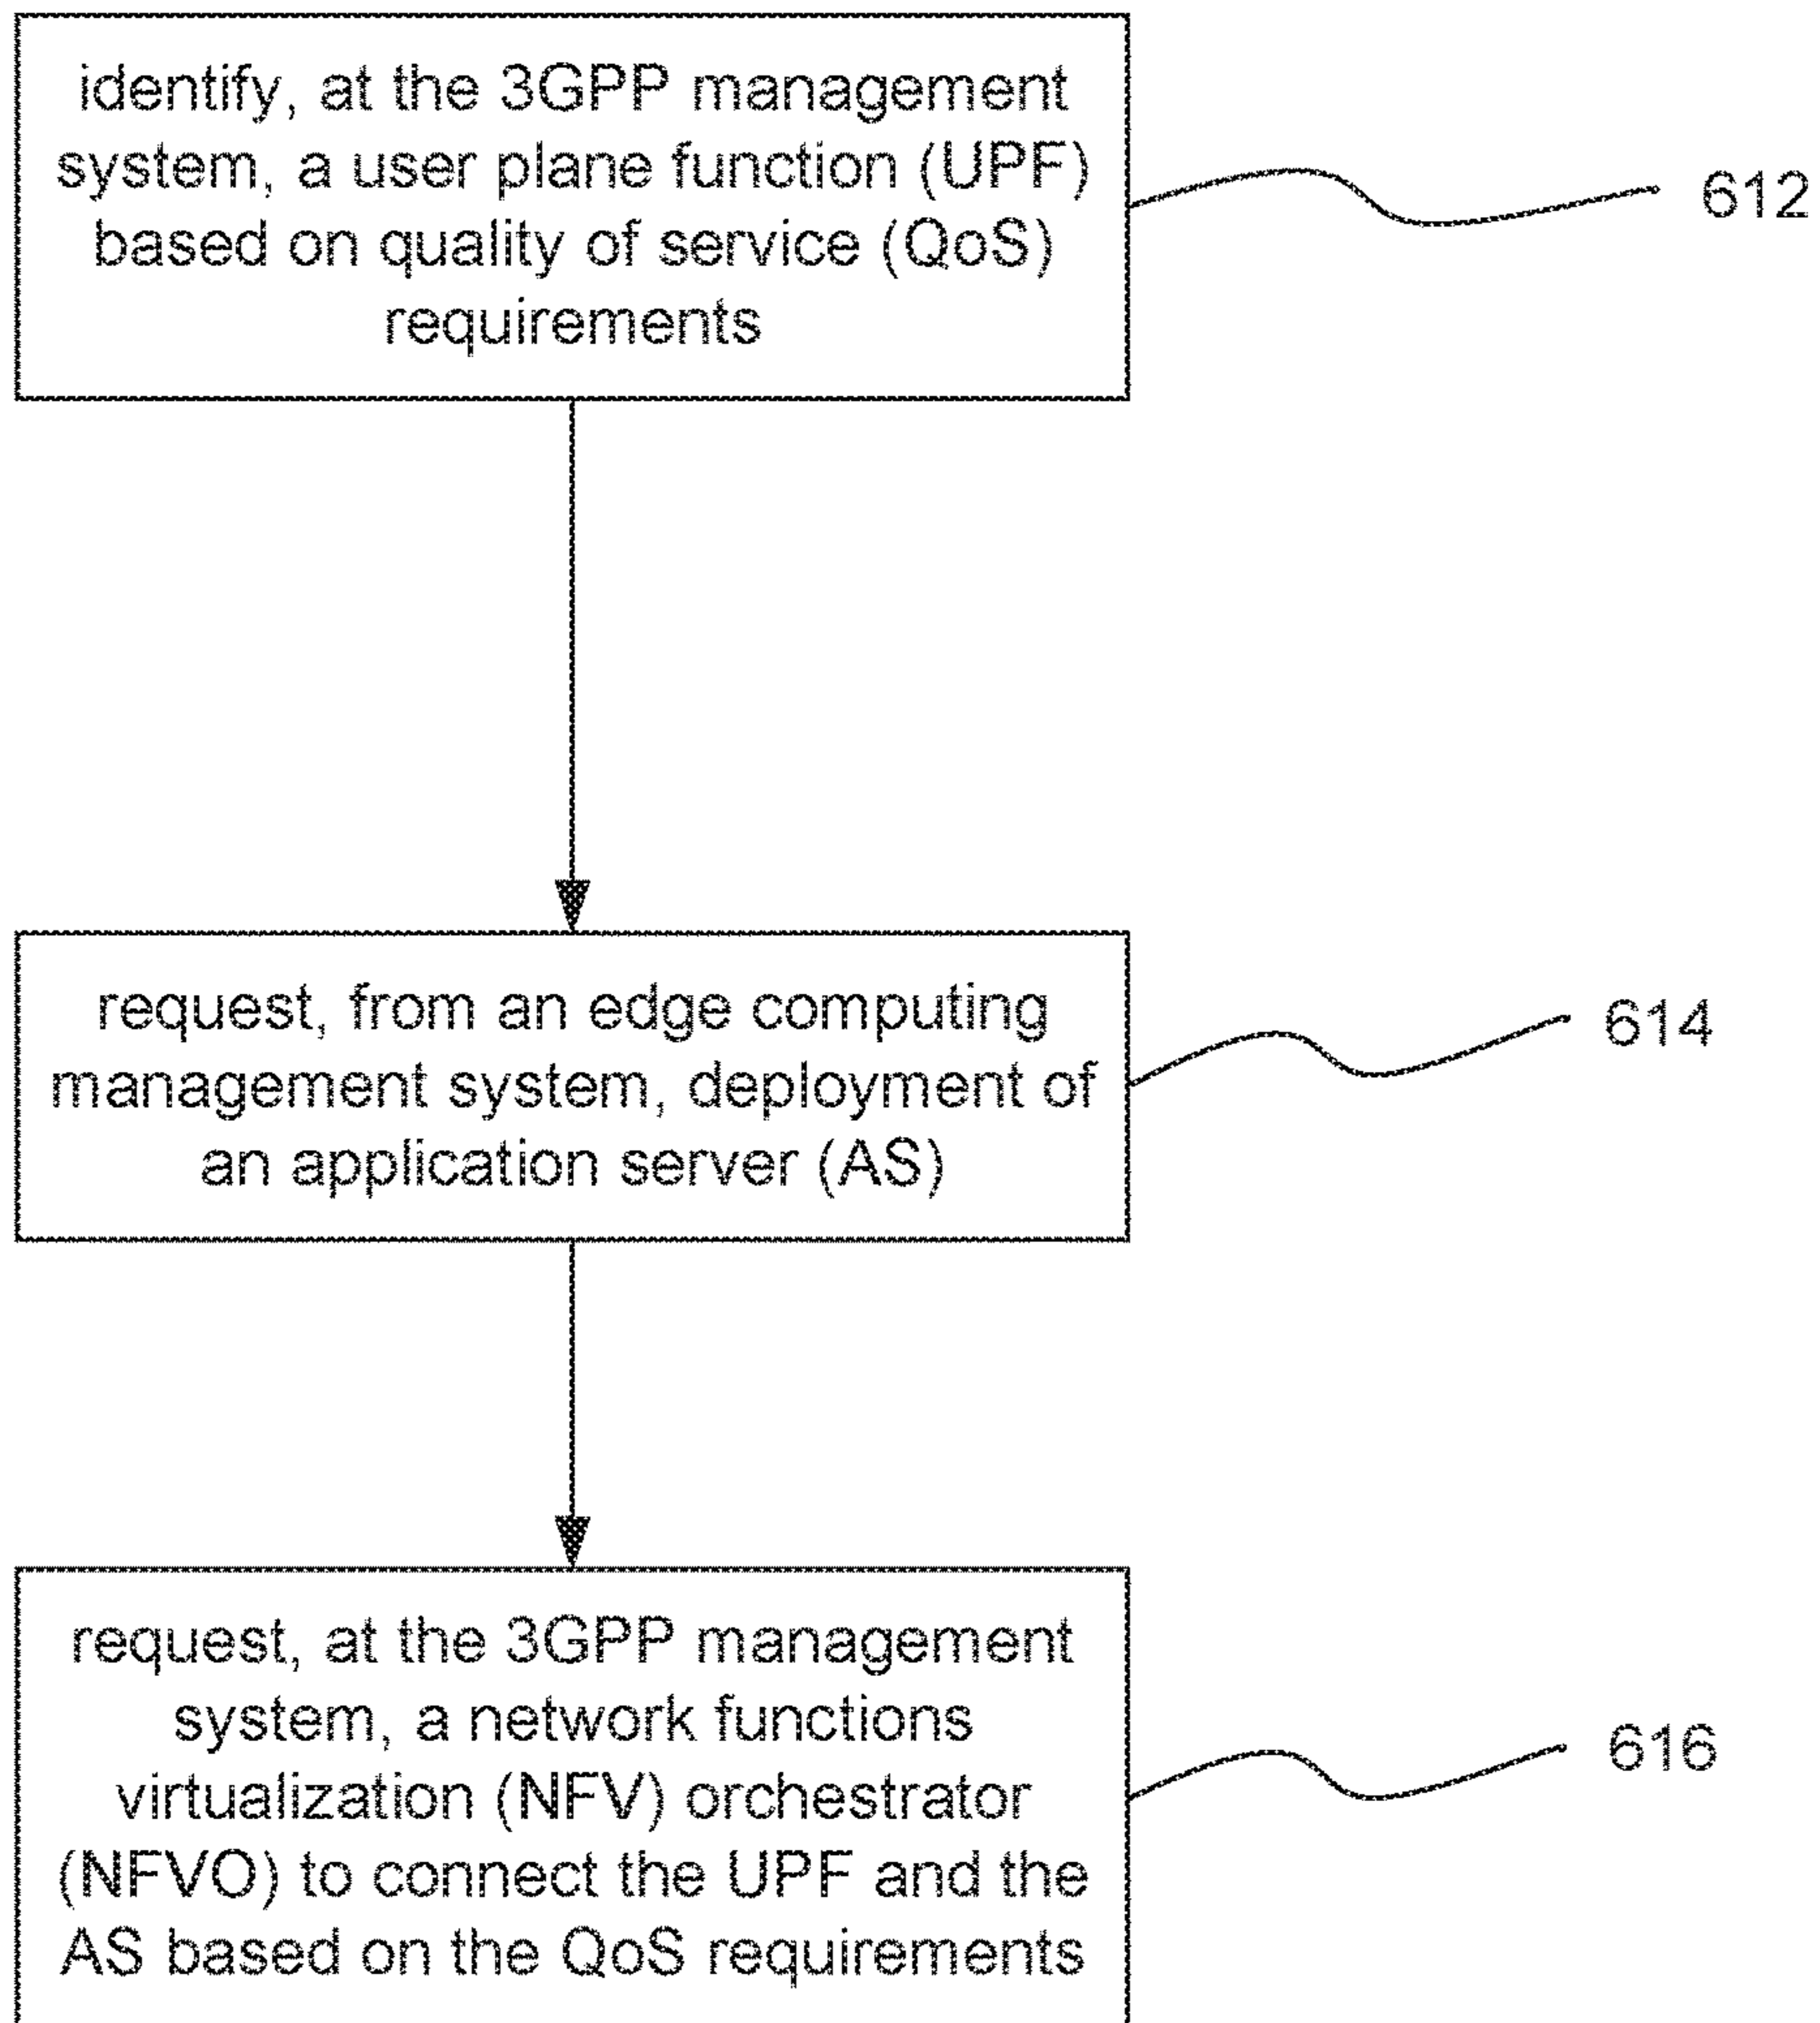 identify, at the 3GPP management
system, a user plane function (UPF)
based on quality of service (QoS)
requirements
612
request, from an edge computing
management system, deployment of
an application server (AS)
614
request, at the 3GPP management
system, a network functions
virtualization (NFV) orchestrator
(NFVO) to connect the UPF and the
AS based on the QoS requirements
616